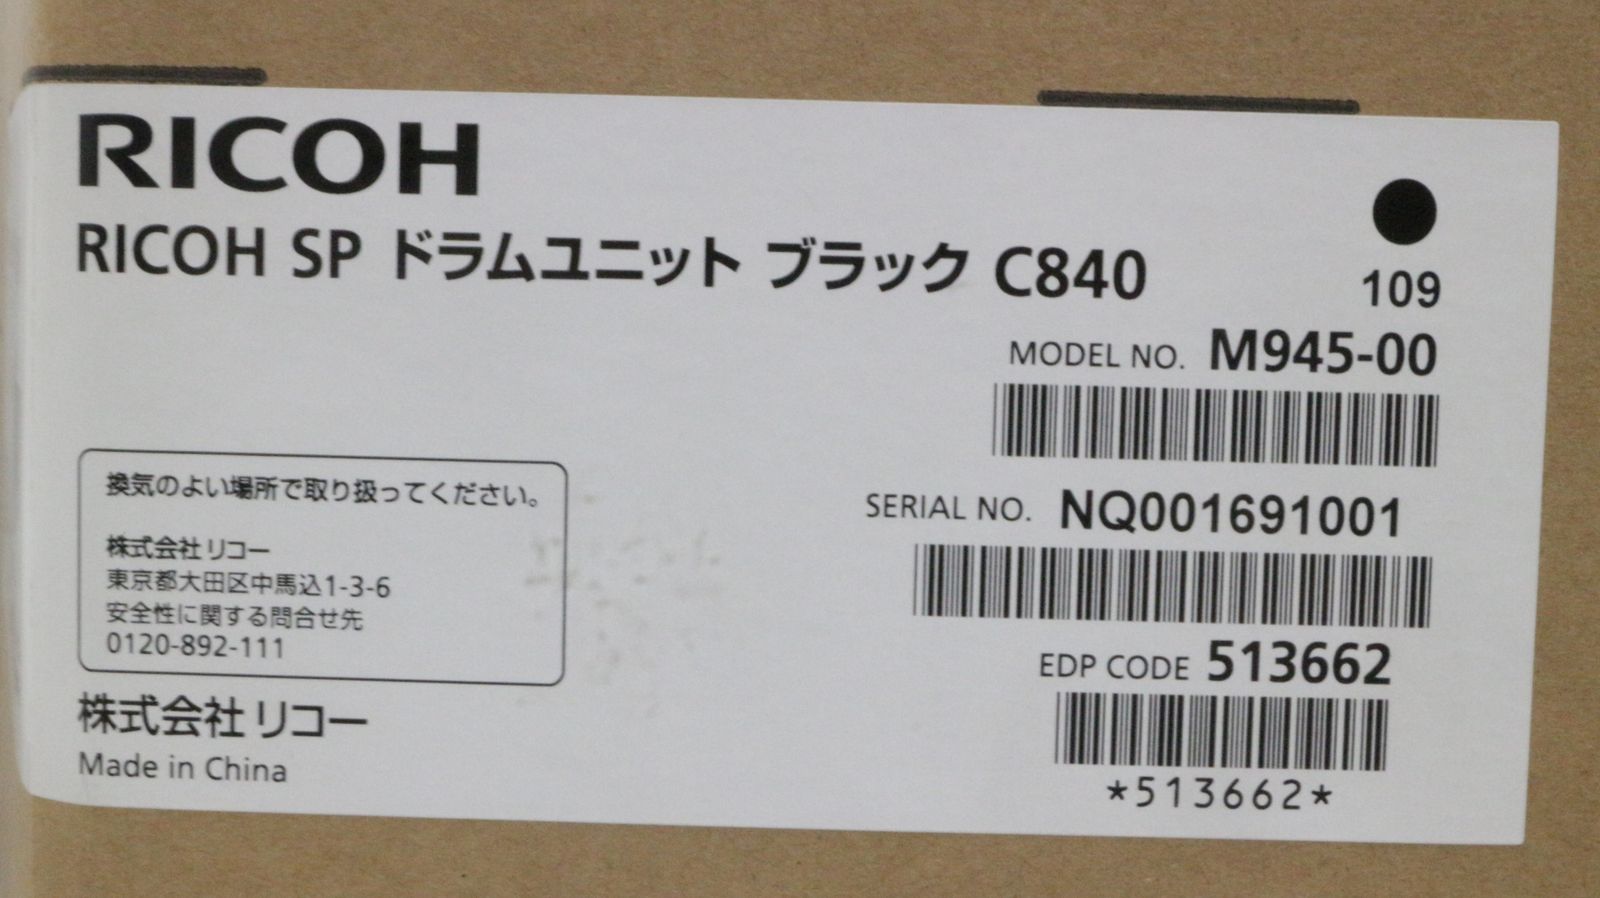 RICOH
RICOH SP ドラムユニット ブラック C840
109
MODEL NO. M945-00
SERIAL NO. NQ001691001
EDP CODE 513662
*513662*
換気のよい場所で取り扱ってください。
株式会社リコー
東京都大田区中馬込1-3-6
安全性に関する問合せ先
0120-892-111
株式会社リコー
Made in China